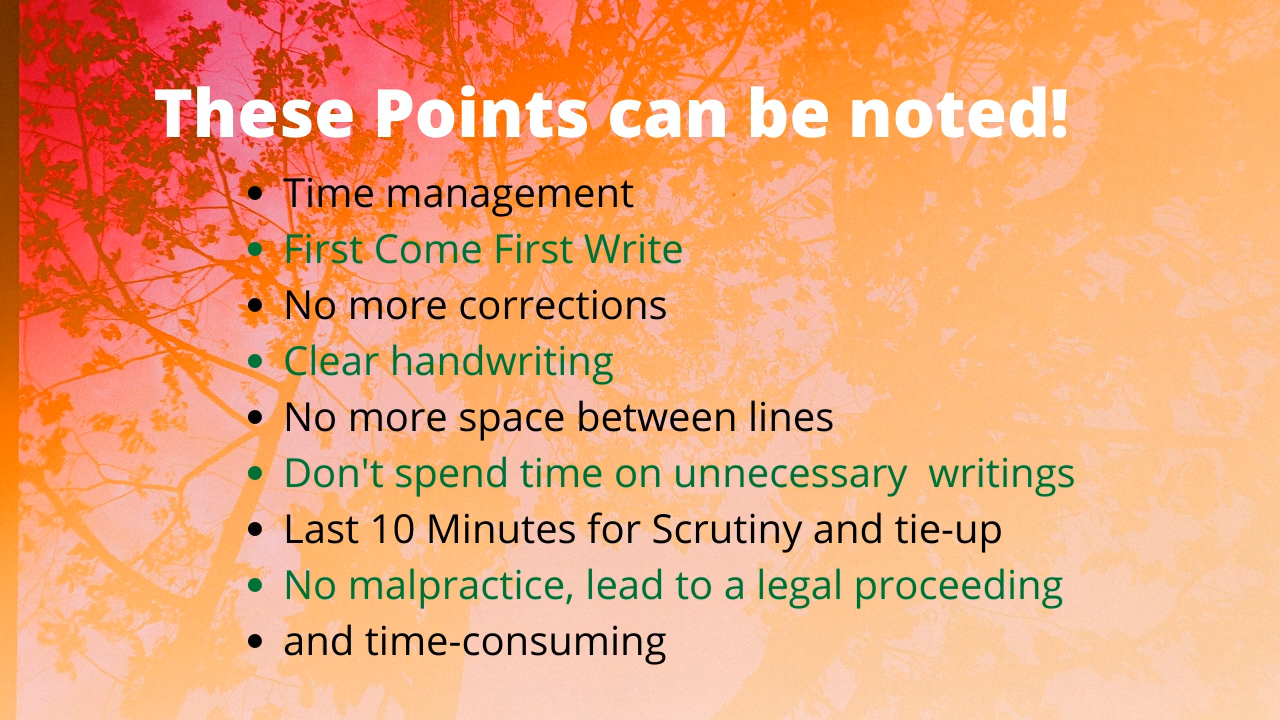 These Points can be noted!
• Time management
• First Come First Write
• No more corrections
• Clear handwriting
• No more space between lines
• Don't spend time on unnecessary  writings
• Last 10 Minutes for Scrutiny and tie-up
• No malpractice, lead to a legal proceeding
• and time-consuming